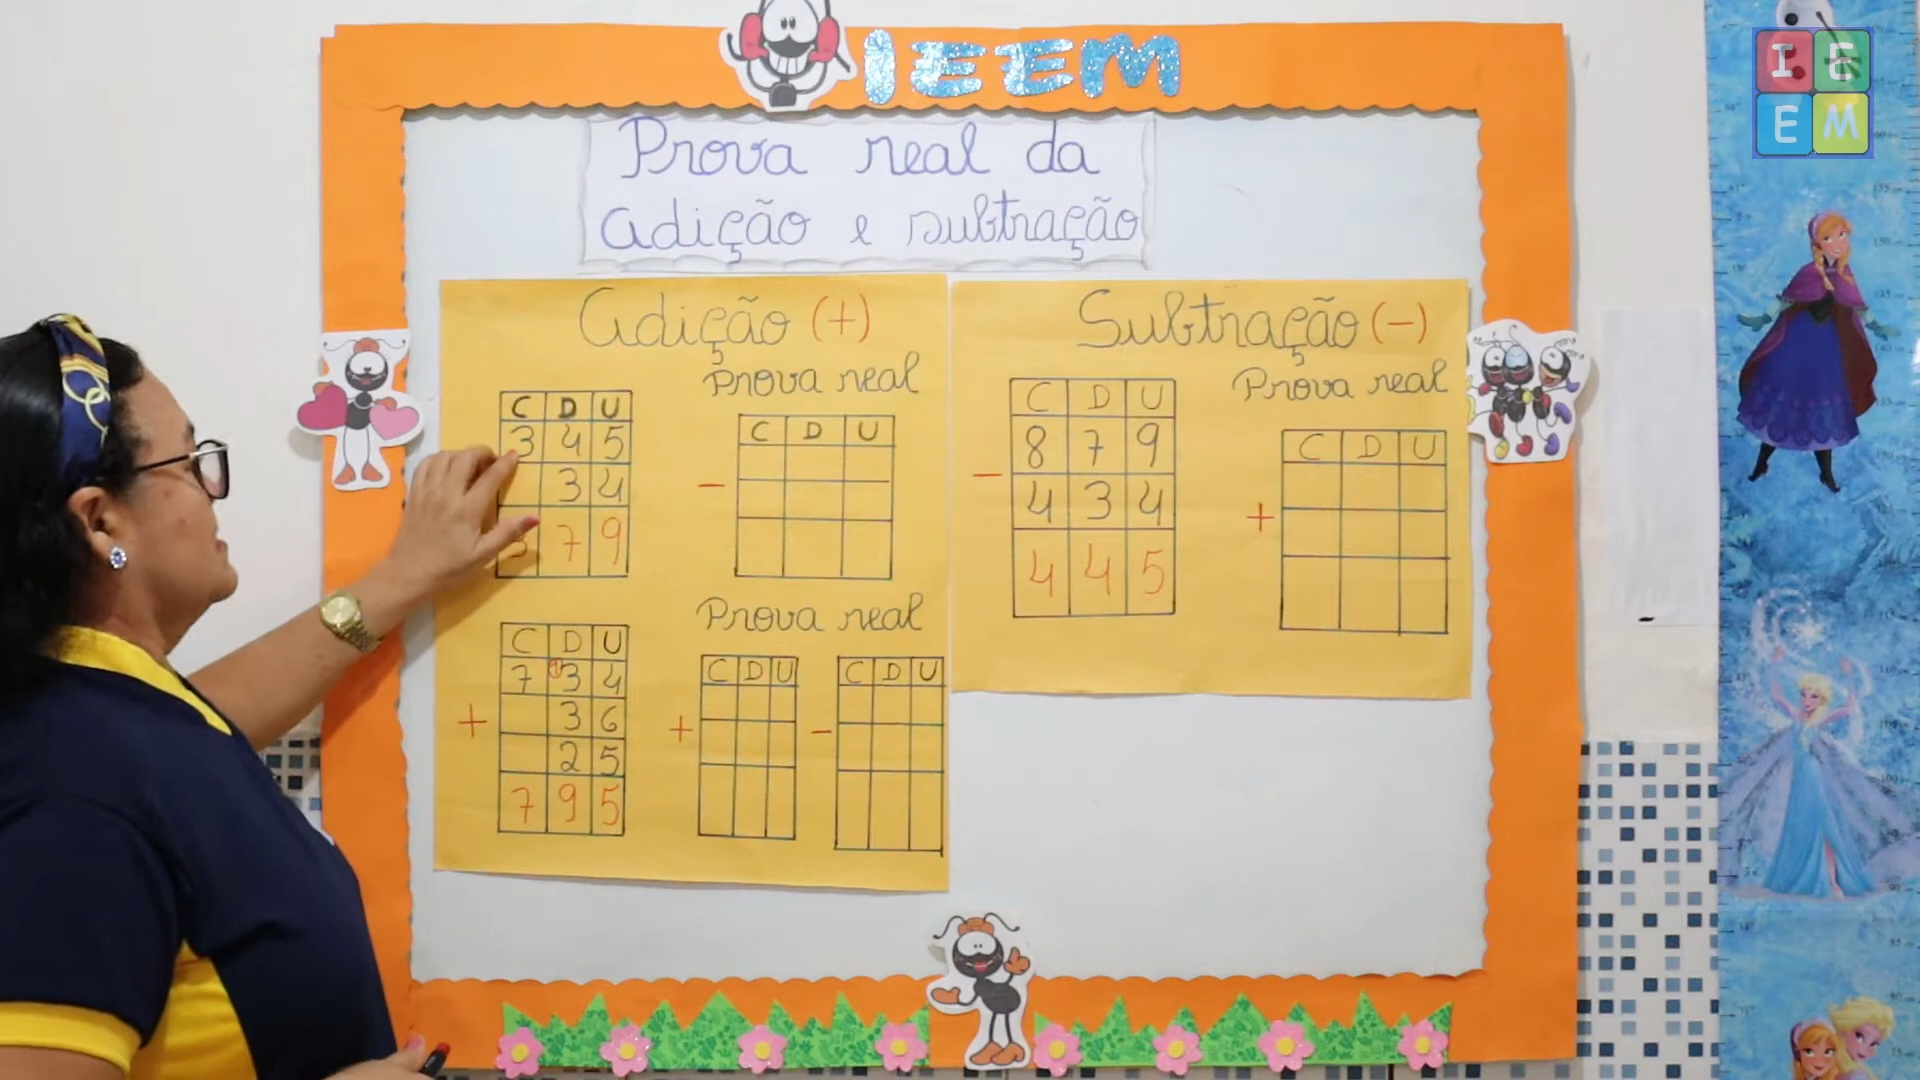 IEEM
I E
E M
Prova real da
adição e subtração
Adição (+)
Prova real
C D U
3 4 5
3 4
3 7 9
C D U
-
Prova real
C D U
7 1 3 4
+ 3 6
2 5
7 9 5
C D U
+
C D U
-
Subtração (-)
Prova real
C D U
8 7 9
- 4 3 4
4 4 5
C D U
+